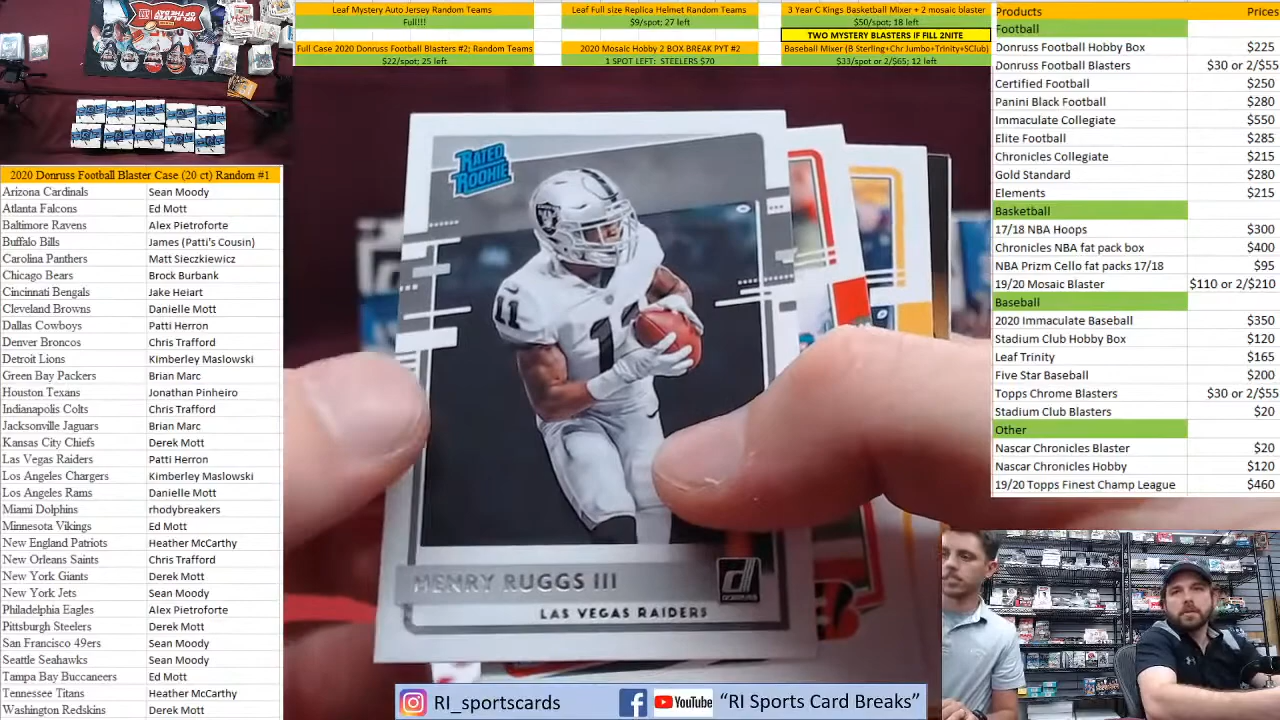 Leaf Mystery Auto Jersey Random Teams
Full!!!
Full Case 2020 Donruss Football Blasters #2; Random Teams
$22/spot; 25 left
Leaf Full size Replica Helmet Random Teams
$9/spot; 27 left
2020 Mosaic Hobby 2 BOX BREAK PYT #2
1 SPOT LEFT: STEELERS $70
3 Year C Kings Basketball Mixer + 2 mosaic blaster
$50/spot; 18 left
TWO MYSTERY BLASTERS IF FILL 2NITE
Baseball Mixer (B Sterling+Chr Jumbo+Trinity+SClub)
$33/spot or 2/$65; 12 left
Products Prices
Football
Donruss Football Hobby Box $225
Donruss Football Blasters $30 or 2/$55
Certified Football $250
Panini Black Football $280
Immaculate Collegiate $550
Elite Football $285
Chronicles Collegiate $215
Gold Standard $280
Elements $215
Basketball
17/18 NBA Hoops $300
Chronicles NBA fat pack box $400
NBA Prizm Cello fat packs 17/18 $95
19/20 Mosaic Blaster $110 or 2/$210
Baseball
2020 Immaculate Baseball $350
Stadium Club Hobby Box $120
Leaf Trinity $165
Five Star Baseball $200
Topps Chrome Blasters $30 or 2/$55
Stadium Club Blasters $20
Other
Nascar Chronicles Blaster $20
Nascar Chronicles Hobby $120
19/20 Topps Finest Champ League $460
2020 Donruss Football Blaster Case (20 ct) Random #1
Arizona Cardinals Sean Moody
Atlanta Falcons Ed Mott
Baltimore Ravens Alex Pietroforte
Buffalo Bills James (Patti's Cousin)
Carolina Panthers Matt Sieczkiewicz
Chicago Bears Brock Burbank
Cincinnati Bengals Jake Heiart
Cleveland Browns Danielle Mott
Dallas Cowboys Patti Herron
Denver Broncos Chris Trafford
Detroit Lions Kimberley Maslowski
Green Bay Packers Brian Marc
Houston Texans Jonathan Pinheiro
Indianapolis Colts Chris Trafford
Jacksonville Jaguars Brian Marc
Kansas City Chiefs Derek Mott
Las Vegas Raiders Patti Herron
Los Angeles Chargers Kimberley Maslowski
Los Angeles Rams Danielle Mott
Miami Dolphins rhodybreakers
Minnesota Vikings Ed Mott
New England Patriots Heather McCarthy
New Orleans Saints Chris Trafford
New York Giants Derek Mott
New York Jets Sean Moody
Philadelphia Eagles Alex Pietroforte
Pittsburgh Steelers Derek Mott
San Francisco 49ers Sean Moody
Seattle Seahawks Sean Moody
Tampa Bay Buccaneers Ed Mott
Tennessee Titans Heather McCarthy
Washington Redskins Derek Mott
RATED
ROOKIE
11
HENRY RUGGS III
LAS VEGAS RAIDERS
DONRUSS
RI_sportscards
YouTube
"RI Sports Card Breaks"